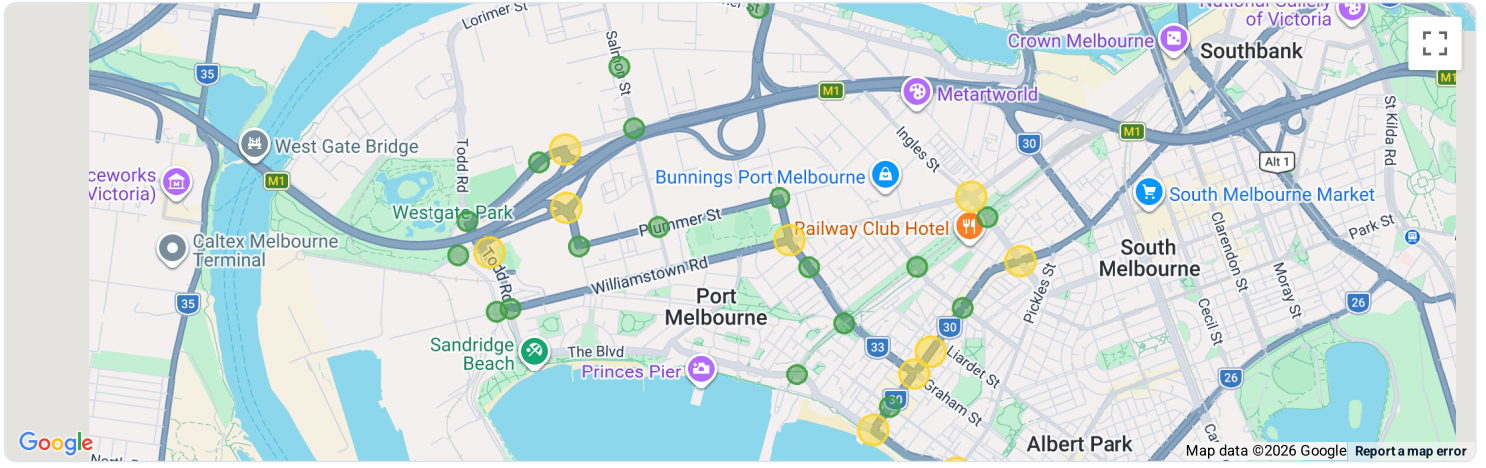 Lorimer St
National Gallery
of Victoria
Crown Melbourne
Southbank
Salmon St
35
M1
M1
Metartworld
St Kilda Rd
Ingles St
M1
30
Alt 1
West Gate Bridge
Todd Rd
ceworks
Victoria)
M1
Bunnings Port Melbourne
South Melbourne Market
Westgate Park
Plummer St
Railway Club Hotel
Clarendon St
Park St
Caltex Melbourne
Terminal
Todd Rd
South
Melbourne
Williamstown Rd
Pickles St
Moray St
35
Port
Melbourne
26
Cecil St
30
Sandridge
Beach
The Blvd
33
Liardet St
Princes Pier
26
30
Graham St
Albert Park
Google
Map data ©2026 Google
Report a map error